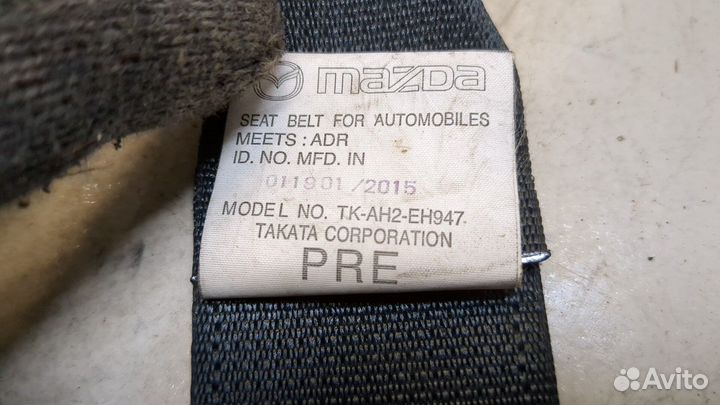 mazda
SEAT BELT FOR AUTOMOBILES
MEETS : ADR
ID. NO. MFD. IN
011901 / 2015
MODEL NO. TK-AH2-EH947
TAKATA CORPORATION
PRE
Avito